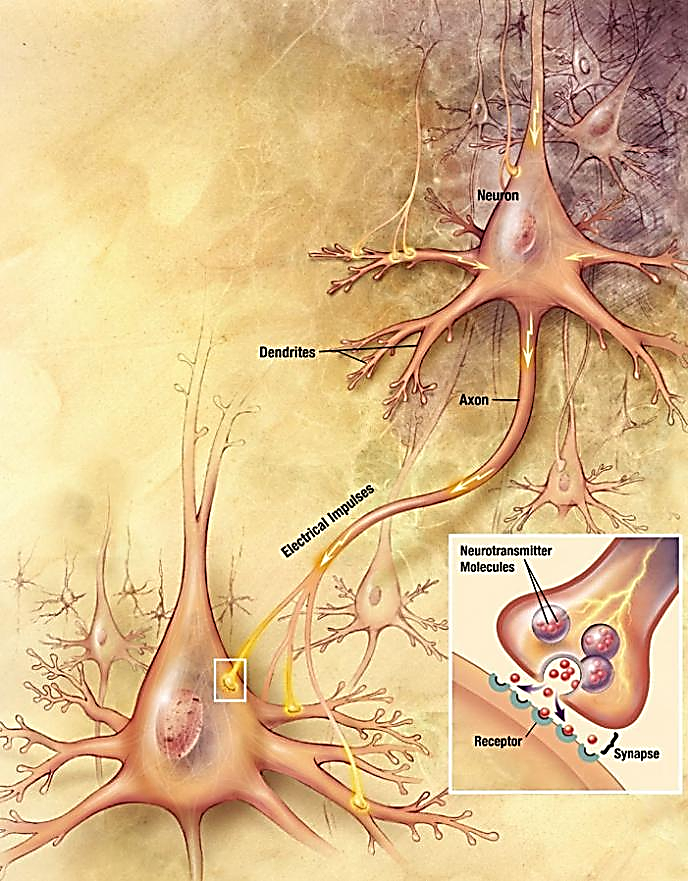 Neuron
Dendrites
Axon
Electrical Impulses
Neurotransmitter
Molecules
Receptor
Synapse